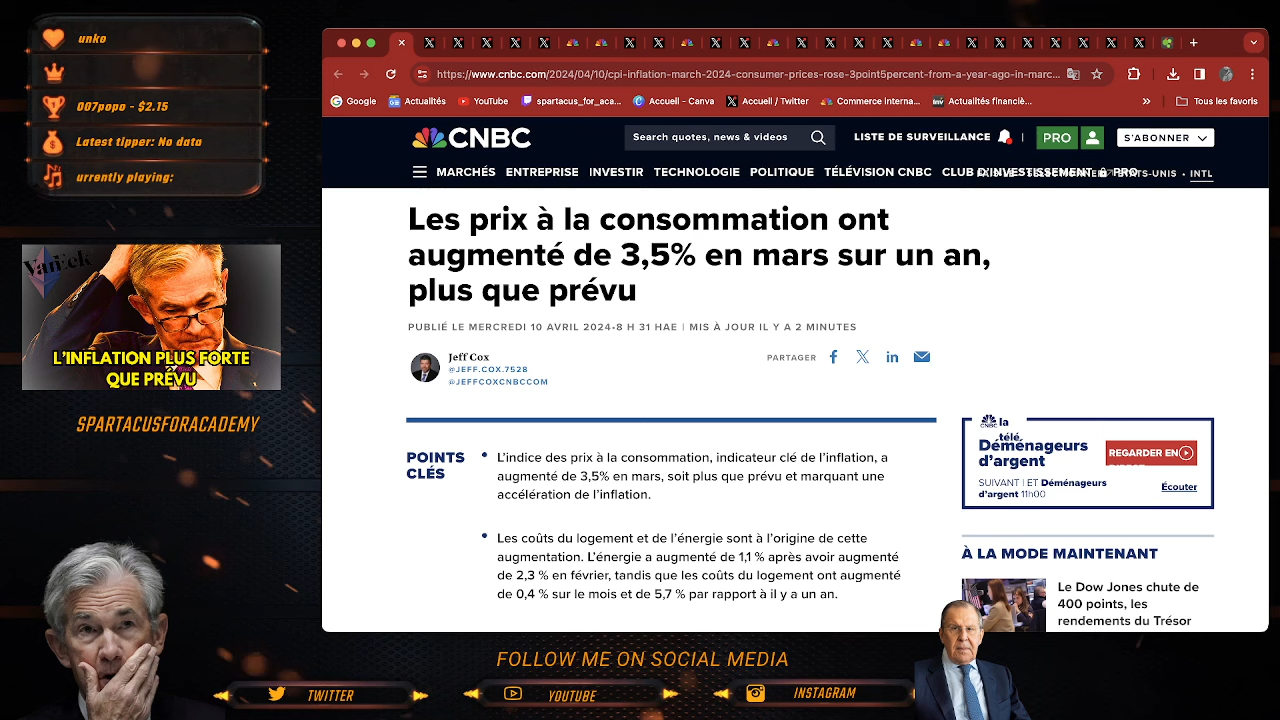 unko
007popo - $2.15
Latest tipper: No data
urrently playing:
VanEck
L'INFLATION PLUS FORTE
QUE PRÉVU
SPARTACUSFORACADEMY
https://www.cnbc.com/2024/04/10/cpi-inflation-march-2024-consumer-prices-rose-3point5percent-from-a-year-ago-in-marc...
Google
Actualités
YouTube
spartacus_for_aca...
Accueil - Canva
Accueil / Twitter
Commerce interna...
Actualités financiè...
»
Tous les favoris
CNBC
Search quotes, news & videos
LISTE DE SURVEILLANCE
PRO
S'ABONNER
MARCHÉS
ENTREPRISE
INVESTIR
TECHNOLOGIE
POLITIQUE
TÉLÉVISION CNBC
CLUB D'INVESTISSEMENT
PRO
ÉTATS-UNIS • INTL
Les prix à la consommation ont
augmenté de 3,5% en mars sur un an,
plus que prévu
PUBLIÉ LE MERCREDI 10 AVRIL 2024•8 H 31 HAE | MIS À JOUR IL Y A 2 MINUTES
Jeff Cox
@JEFF.COX.7528
@JEFFCOXCNBCCOM
PARTAGER
POINTS
CLÉS
L'indice des prix à la consommation, indicateur clé de l'inflation, a
augmenté de 3,5% en mars, soit plus que prévu et marquant une
accélération de l'inflation.
Les coûts du logement et de l'énergie sont à l'origine de cette
augmentation. L'énergie a augmenté de 1,1 % après avoir augmenté
de 2,3 % en février, tandis que les coûts du logement ont augmenté
de 0,4 % sur le mois et de 5,7 % par rapport à il y a un an.
CNBC
la
télé
Déménageurs
d'argent
REGARDER EN
SUIVANT | ET Déménageurs
d'argent 11h00
Écouter
À LA MODE MAINTENANT
Le Dow Jones chute de
400 points, les
rendements du Trésor
FOLLOW ME ON SOCIAL MEDIA
TWITTER
YOUTUBE
INSTAGRAM